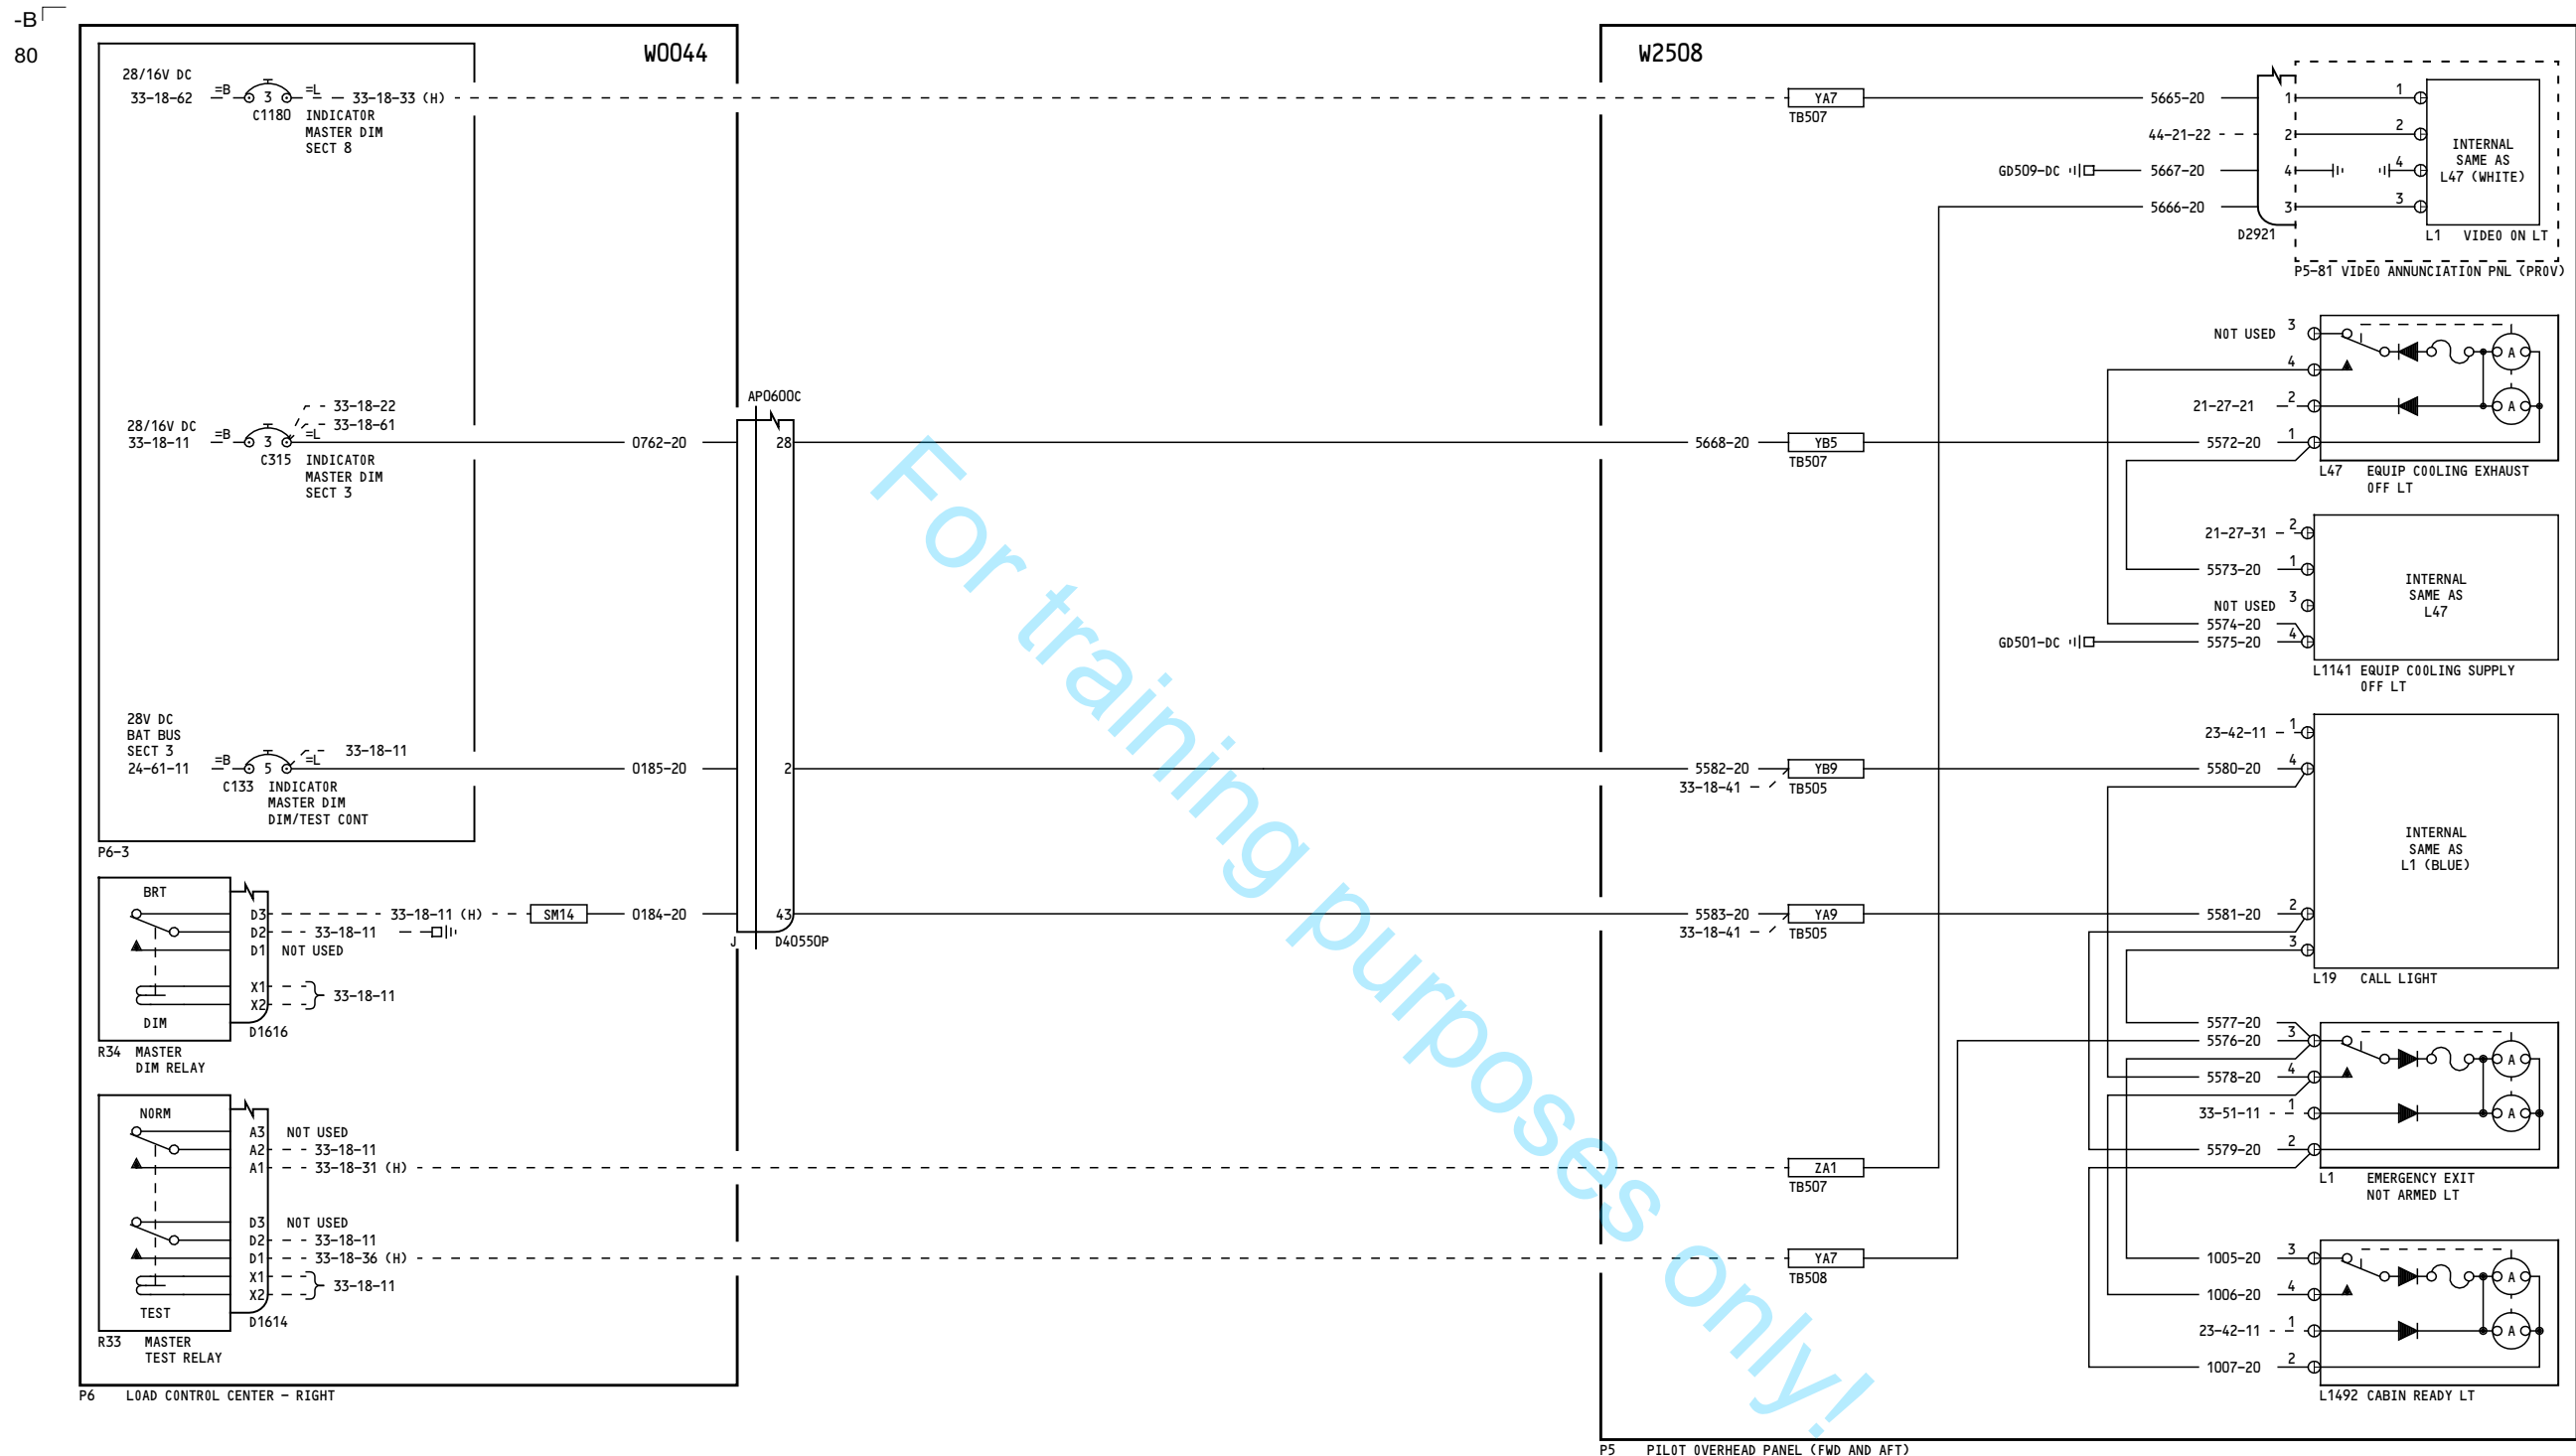 -B
80
W0044
28/16V DC
33-18-62
=B
3
=L
33-18-33 (H)
C1180
INDICATOR
MASTER DIM
SECT 8
28/16V DC
33-18-11
=B
3
=L
33-18-22
33-18-61
C315
INDICATOR
MASTER DIM
SECT 3
0762-20
28V DC
BAT BUS
SECT 3
24-61-11
=B
5
=L
33-18-11
C133
INDICATOR
MASTER DIM
DIM/TEST CONT
0185-20
P6-3
BRT
DIM
D3
33-18-11 (H)
SM14
0184-20
D2
33-18-11
D1
NOT USED
X1
X2
33-18-11
D1616
R34 MASTER
DIM RELAY
NORM
TEST
A3
NOT USED
A2
33-18-11
A1
33-18-31 (H)
D3
NOT USED
D2
33-18-11
D1
33-18-36 (H)
X1
X2
33-18-11
D1614
R33 MASTER
TEST RELAY
P6 LOAD CONTROL CENTER - RIGHT
AP0600C
28
2
43
J
D40550P
For training purposes only!
W2508
YA7
TB507
5665-20
1
1
44-21-22
2
2
GD509-DC
5667-20
4
4
5666-20
3
3
D2921
INTERNAL
SAME AS
L47 (WHITE)
L1 VIDEO ON LT
P5-81 VIDEO ANNUNCIATION PNL (PROV)
NOT USED
3
4
21-27-21
2
5668-20
YB5
TB507
5572-20
1
A
A
L47 EQUIP COOLING EXHAUST
OFF LT
21-27-31
2
5573-20
1
NOT USED
3
5574-20
GD501-DC
5575-20
4
INTERNAL
SAME AS
L47
L1141 EQUIP COOLING SUPPLY
OFF LT
23-42-11
1
5582-20
33-18-41
YB9
TB505
5580-20
4
INTERNAL
SAME AS
L1 (BLUE)
5583-20
33-18-41
YA9
TB505
5581-20
2
3
L19 CALL LIGHT
5577-20
5576-20
3
5578-20
4
33-51-11
1
5579-20
2
A
A
L1 EMERGENCY EXIT
NOT ARMED LT
ZA1
TB507
YA7
TB508
1005-20
3
1006-20
4
23-42-11
1
1007-20
2
A
A
L1492 CABIN READY LT
P5 PILOT OVERHEAD PANEL (FWD AND AFT)